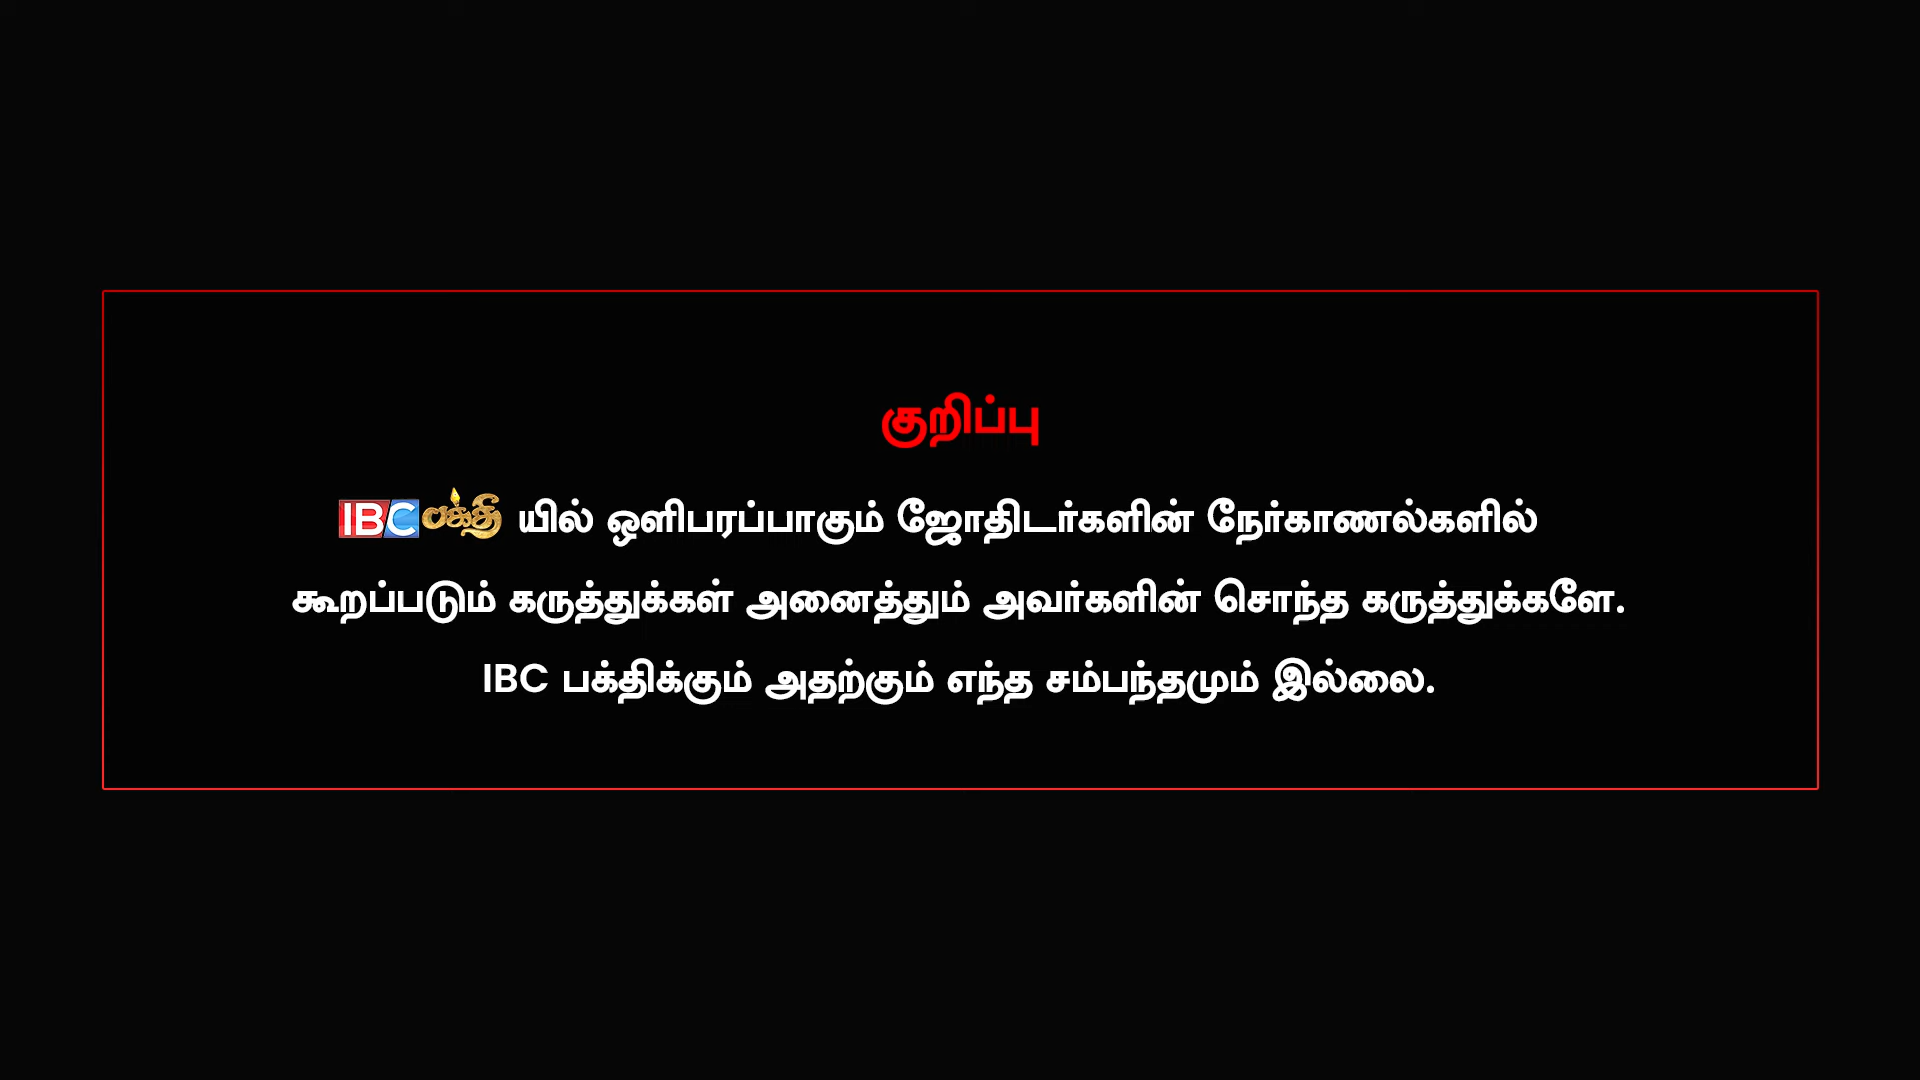 குறிப்பு
IBC பக்தி யில் ஒளிபரப்பாகும் ஜோதிடர்களின் நேர்காணல்களில்
கூறப்படும் கருத்துக்கள் அனைத்தும் அவர்களின் சொந்த கருத்துக்களே.
IBC பக்திக்கும் அதற்கும் எந்த சம்பந்தமும் இல்லை.